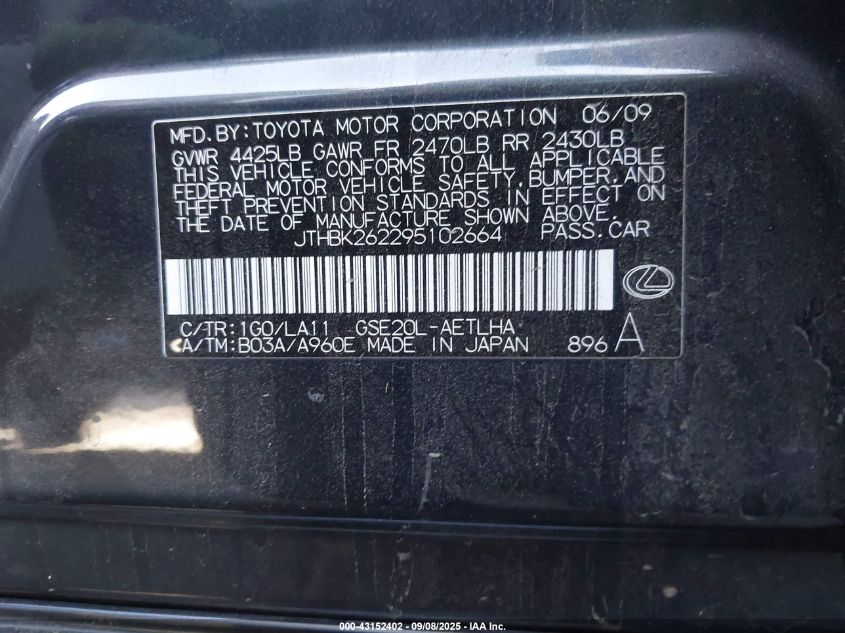 MFD. BY: TOYOTA MOTOR CORPORATION 06/09
GVWR 4425LB GAWR FR 2470LB RR 2430LB
THIS VEHICLE CONFORMS TO ALL APPLICABLE
FEDERAL MOTOR VEHICLE SAFETY, BUMPER, AND
THEFT PREVENTION STANDARDS IN EFFECT ON
THE DATE OF MANUFACTURE SHOWN ABOVE.
JTHBK262295102664 PASS. CAR
C/TR: 1G0/LA11 GSE20L-AETLHA
A/TM: B03A/A960E MADE IN JAPAN 896 A
000-43152402 - 09/08/2025 - IAA Inc.